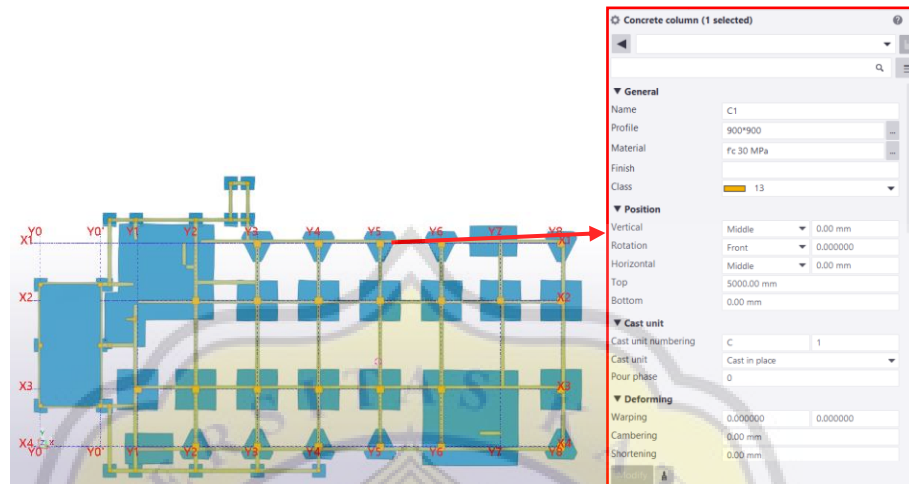 Concrete column (1 selected)
General
Name C1
Profile 900*900 ...
Material f'c 30 MPa ...
Finish
Class 13
Position
Vertical Middle 0.00 mm
Rotation Front 0.000000
Horizontal Middle 0.00 mm
Top 5000.00 mm
Bottom 0.00 mm
Cast unit
Cast unit numbering C 1
Cast unit Cast in place
Pour phase 0
Deforming
Warping 0.000000 0.000000
Cambering 0.00 mm
Shortening 0.00 mm
Modify
Y0 Y0' Y1 Y2 Y3 Y4 Y5 Y6 Y7 Y8
X1 X1
X2 X2
X3 X3
X4 X4
Y0 Y0' Y1 Y2 Y3 Y4 Y5 Y6 Y7 Y8
ERSITAS